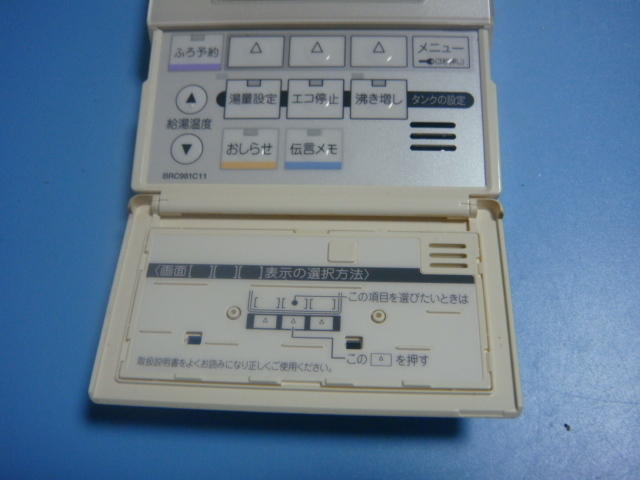 ふろ予約
△
△
△
メニュー
湯量設定
エコ停止
沸き増し
タンクの設定
給湯温度
おしらせ
伝言メモ
BRC981C11
〈画面[ ][ ][ ]表示の選択方法〉
この項目を選びたいときは
[ ][ ● ][ ]
△ △ △
この △ を押す
取扱説明書をよくお読みになり正しくご使用ください。